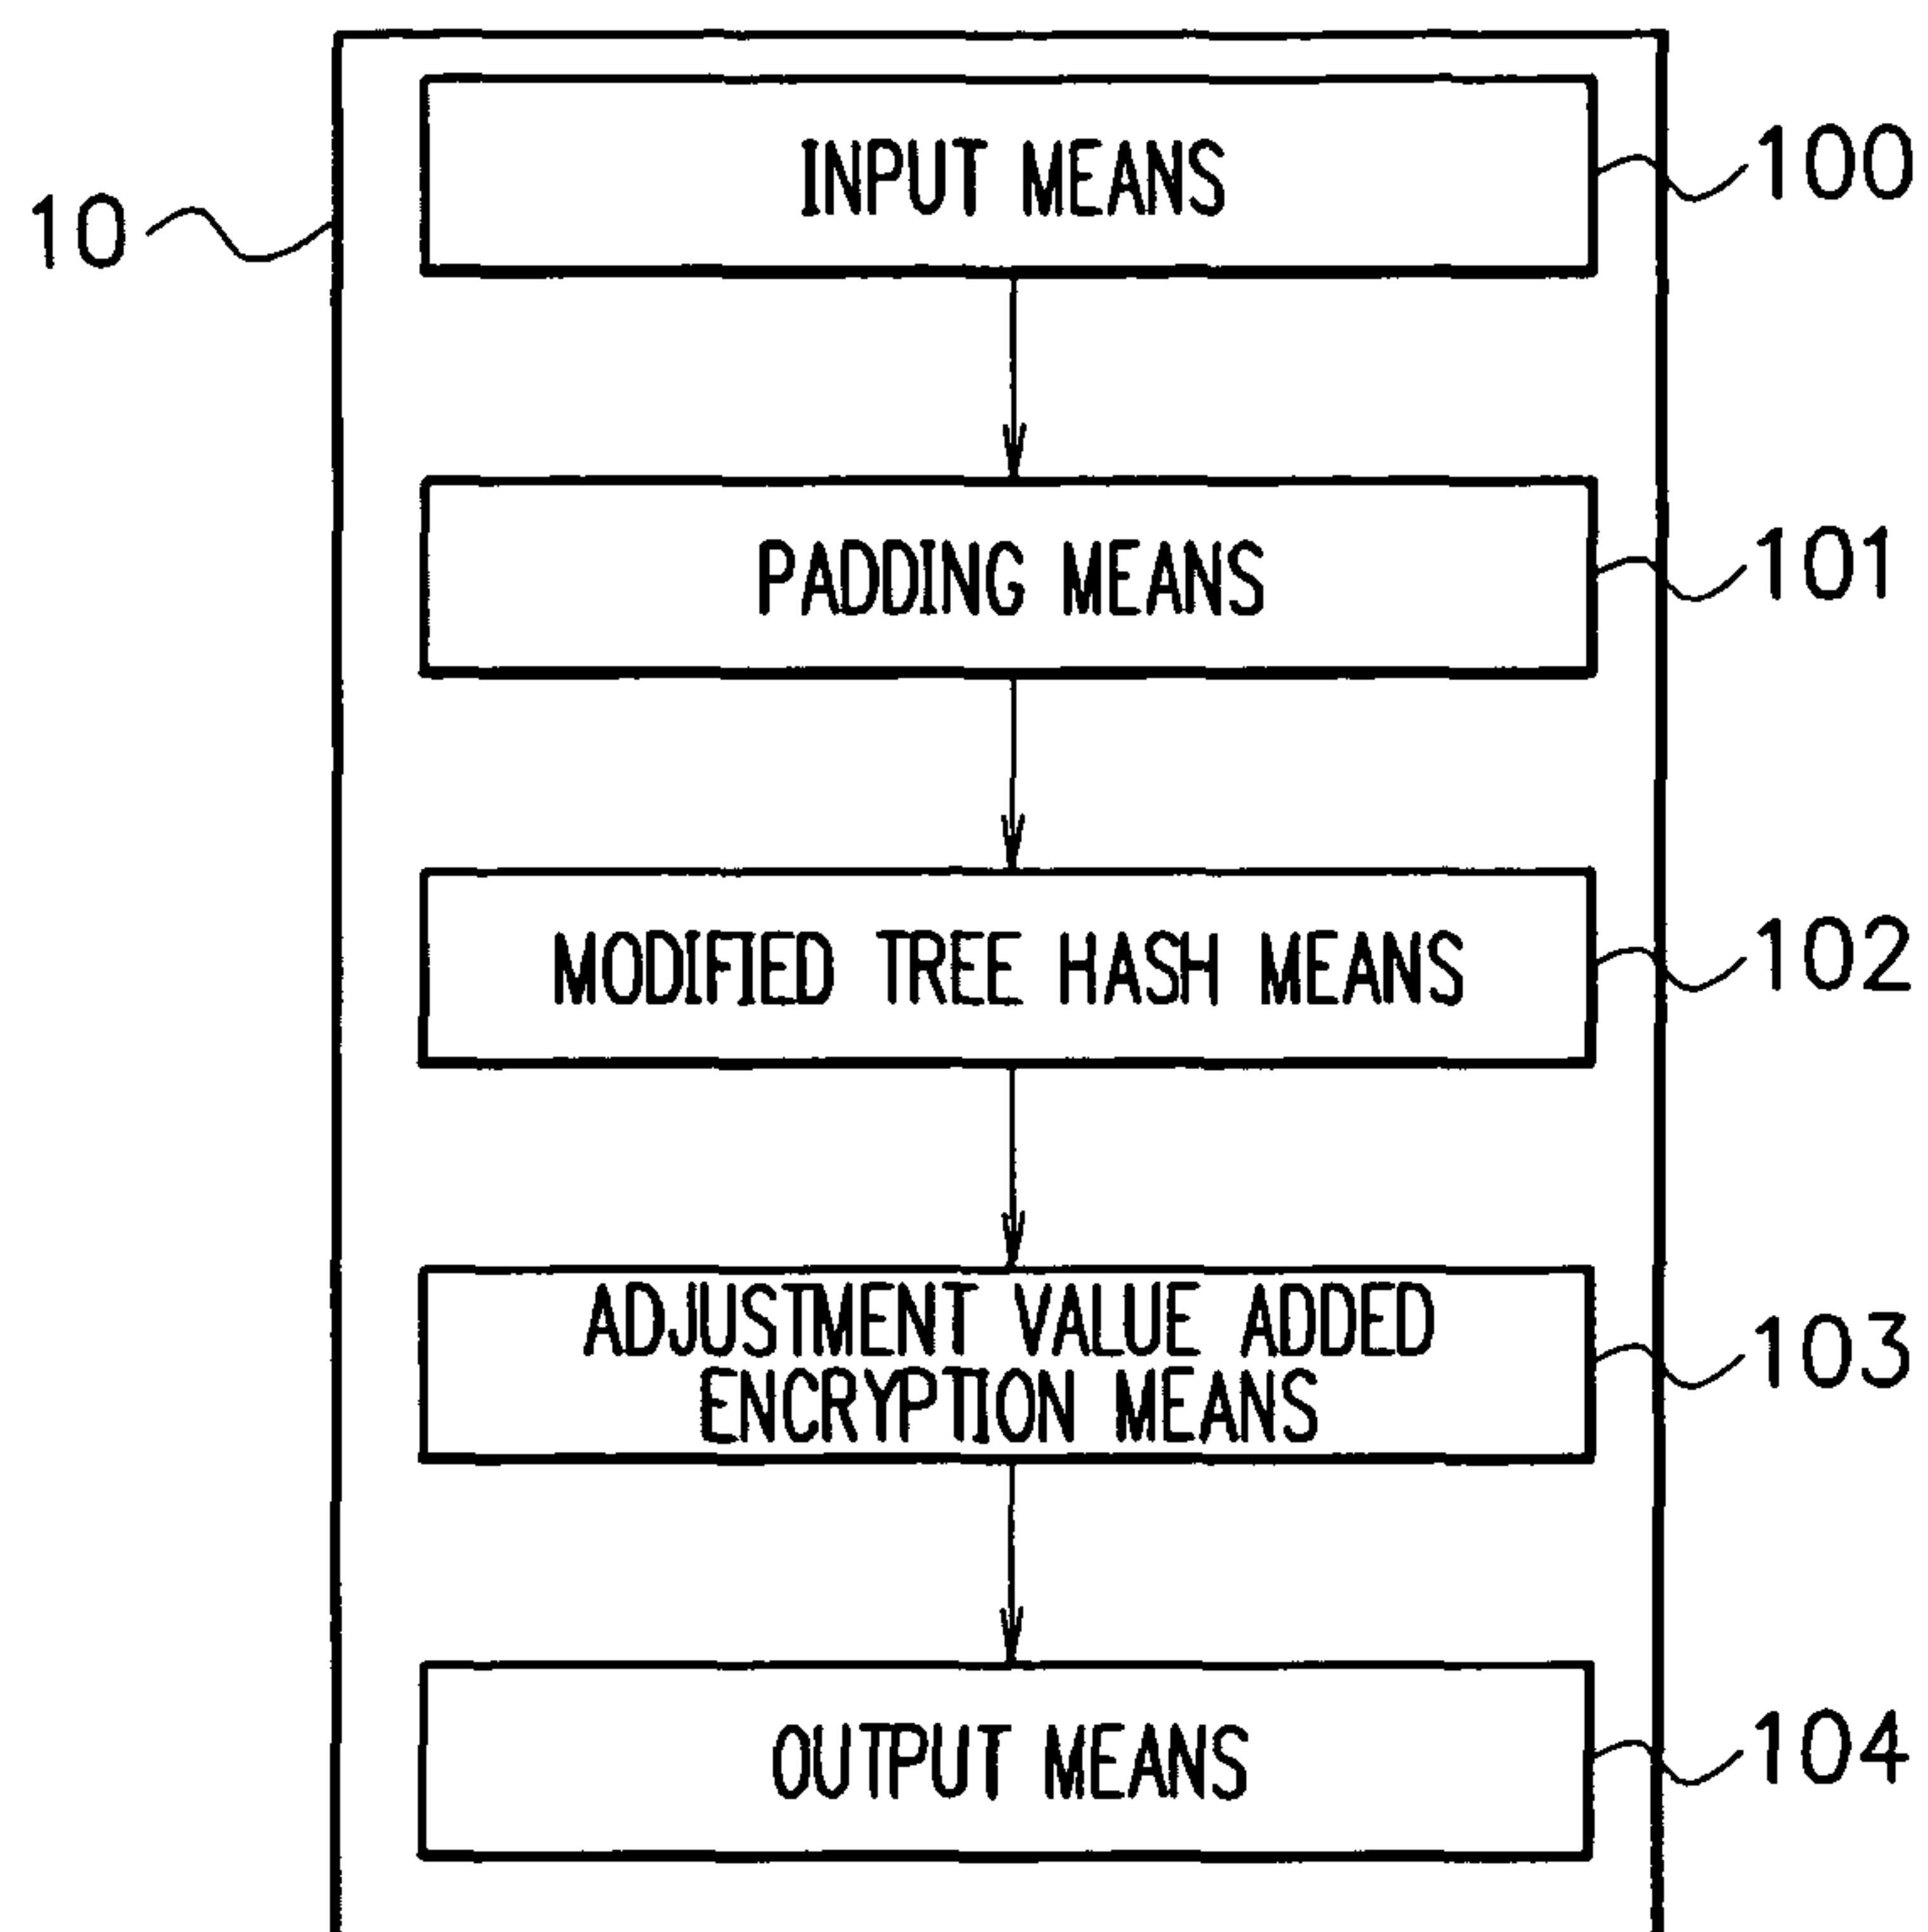 INPUT MEANS
100
10
PADDING MEANS
101
MODIFIED TREE HASH MEANS
102
ADJUSTMENT VALUE ADDED
ENCRYPTION MEANS
103
OUTPUT MEANS
104